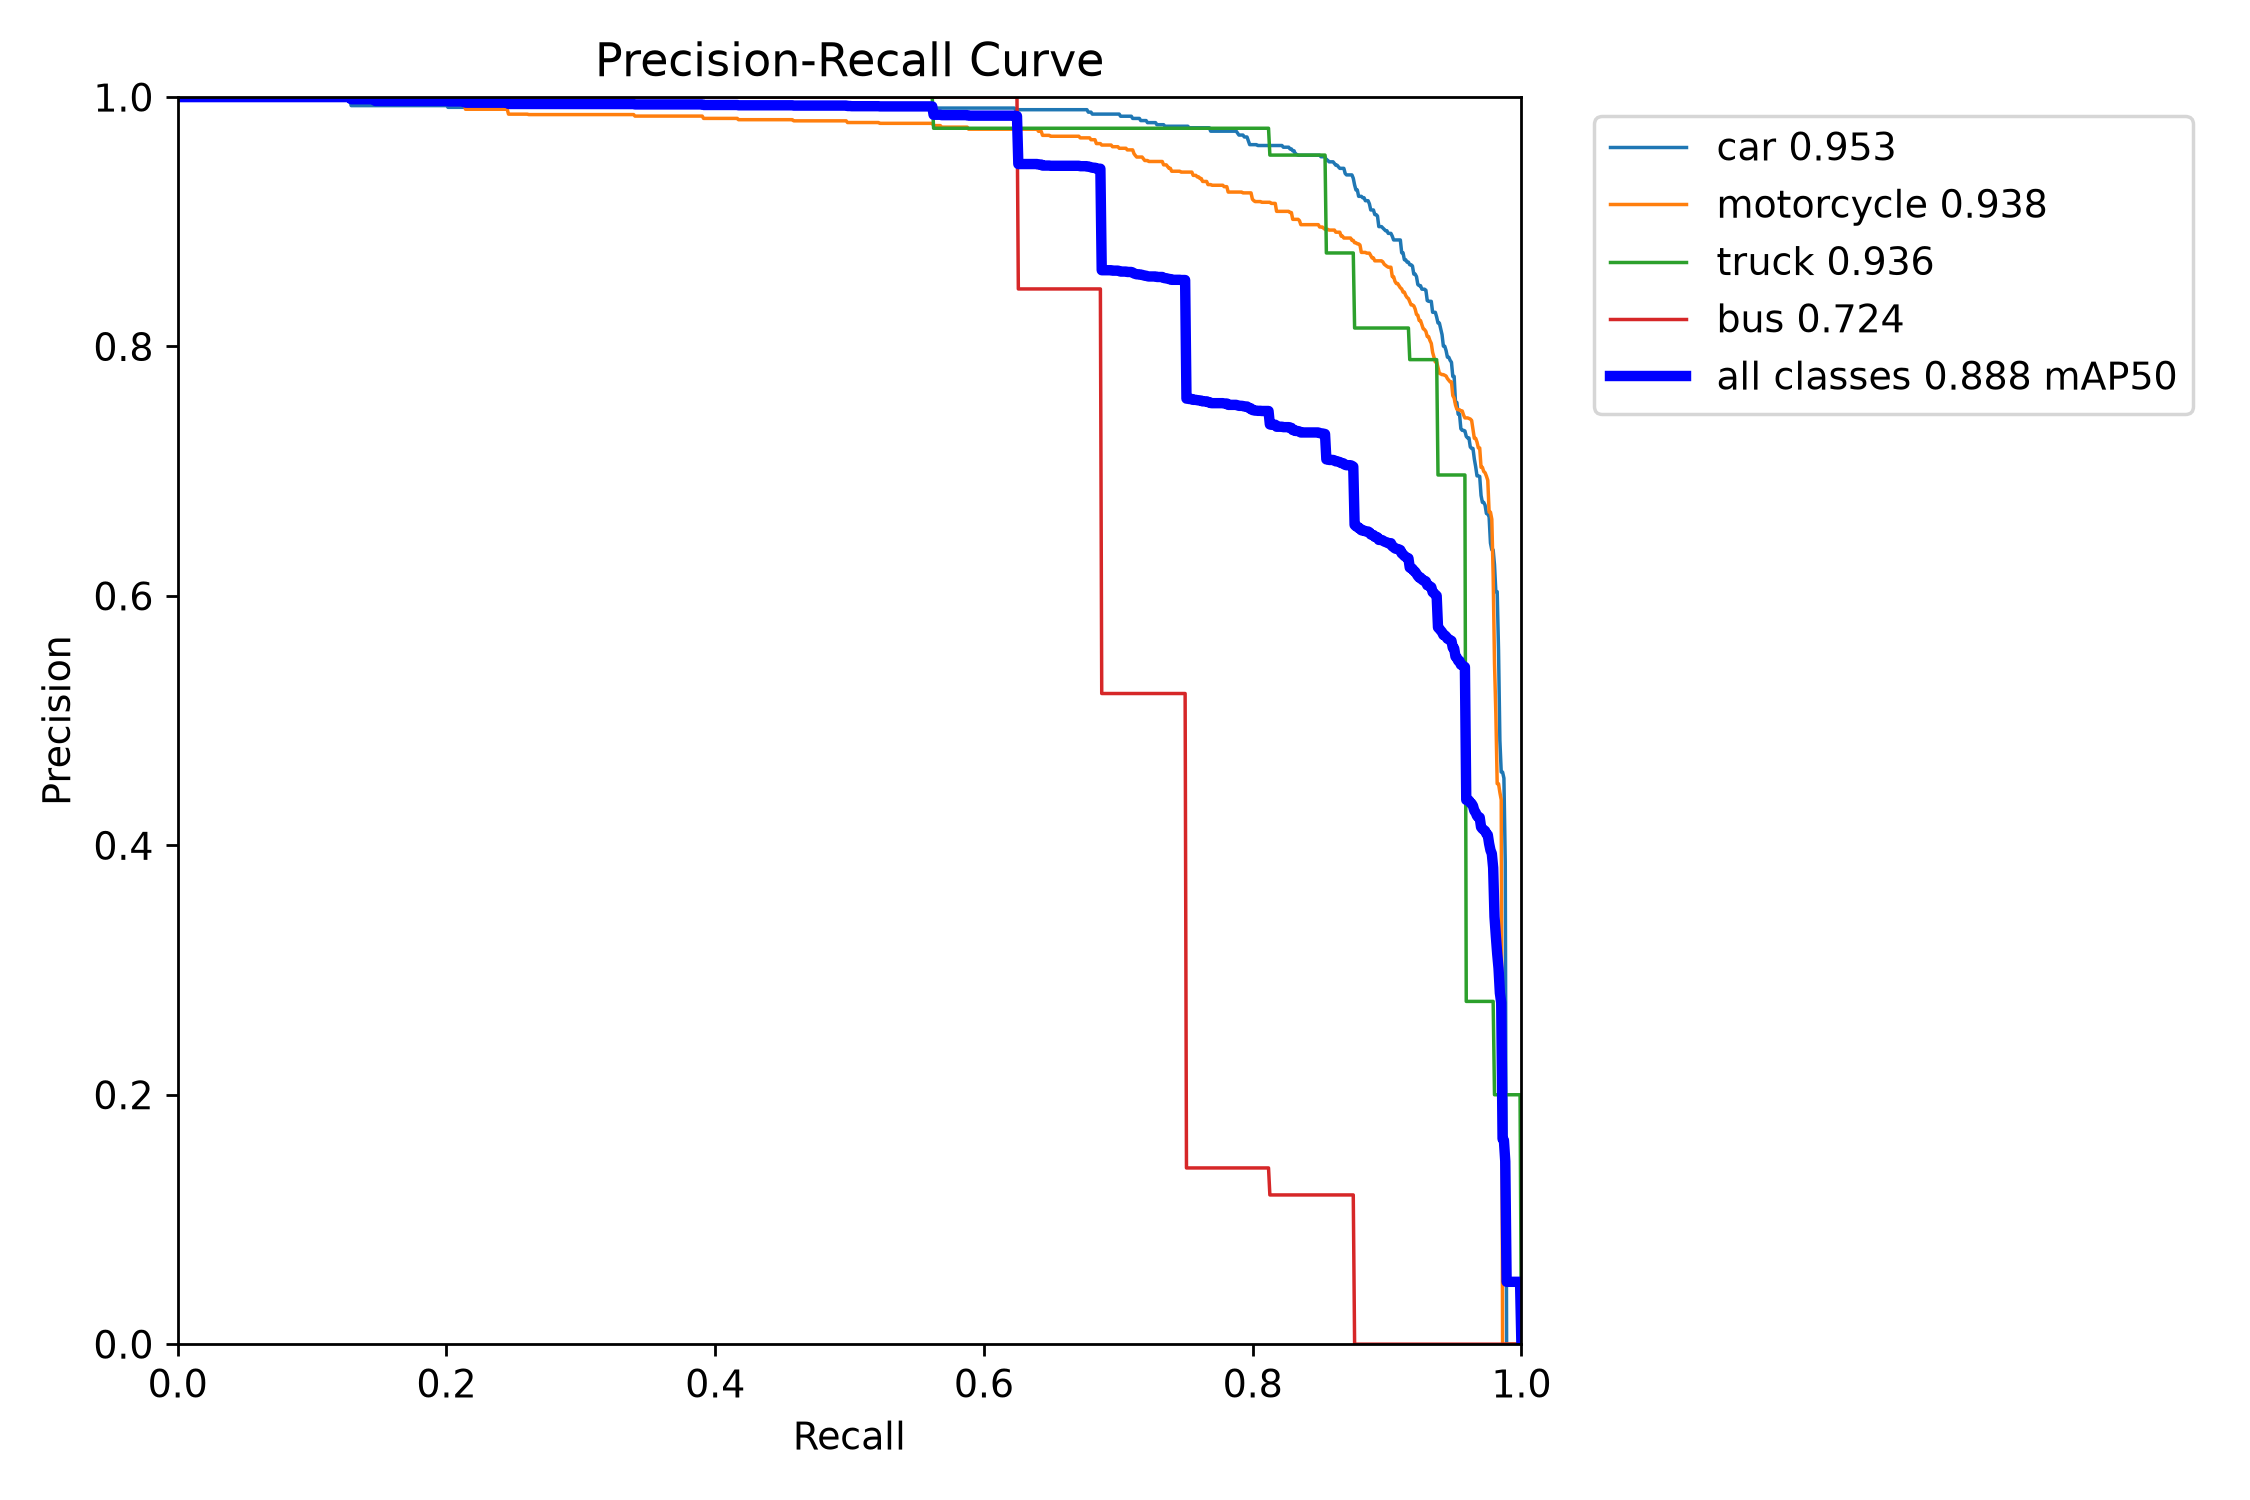 Precision-Recall Curve
1.0
0.8
0.6
0.4
0.2
0.0
Precision
0.0 0.2 0.4 0.6 0.8 1.0
Recall
car 0.953
motorcycle 0.938
truck 0.936
bus 0.724
all classes 0.888 mAP50